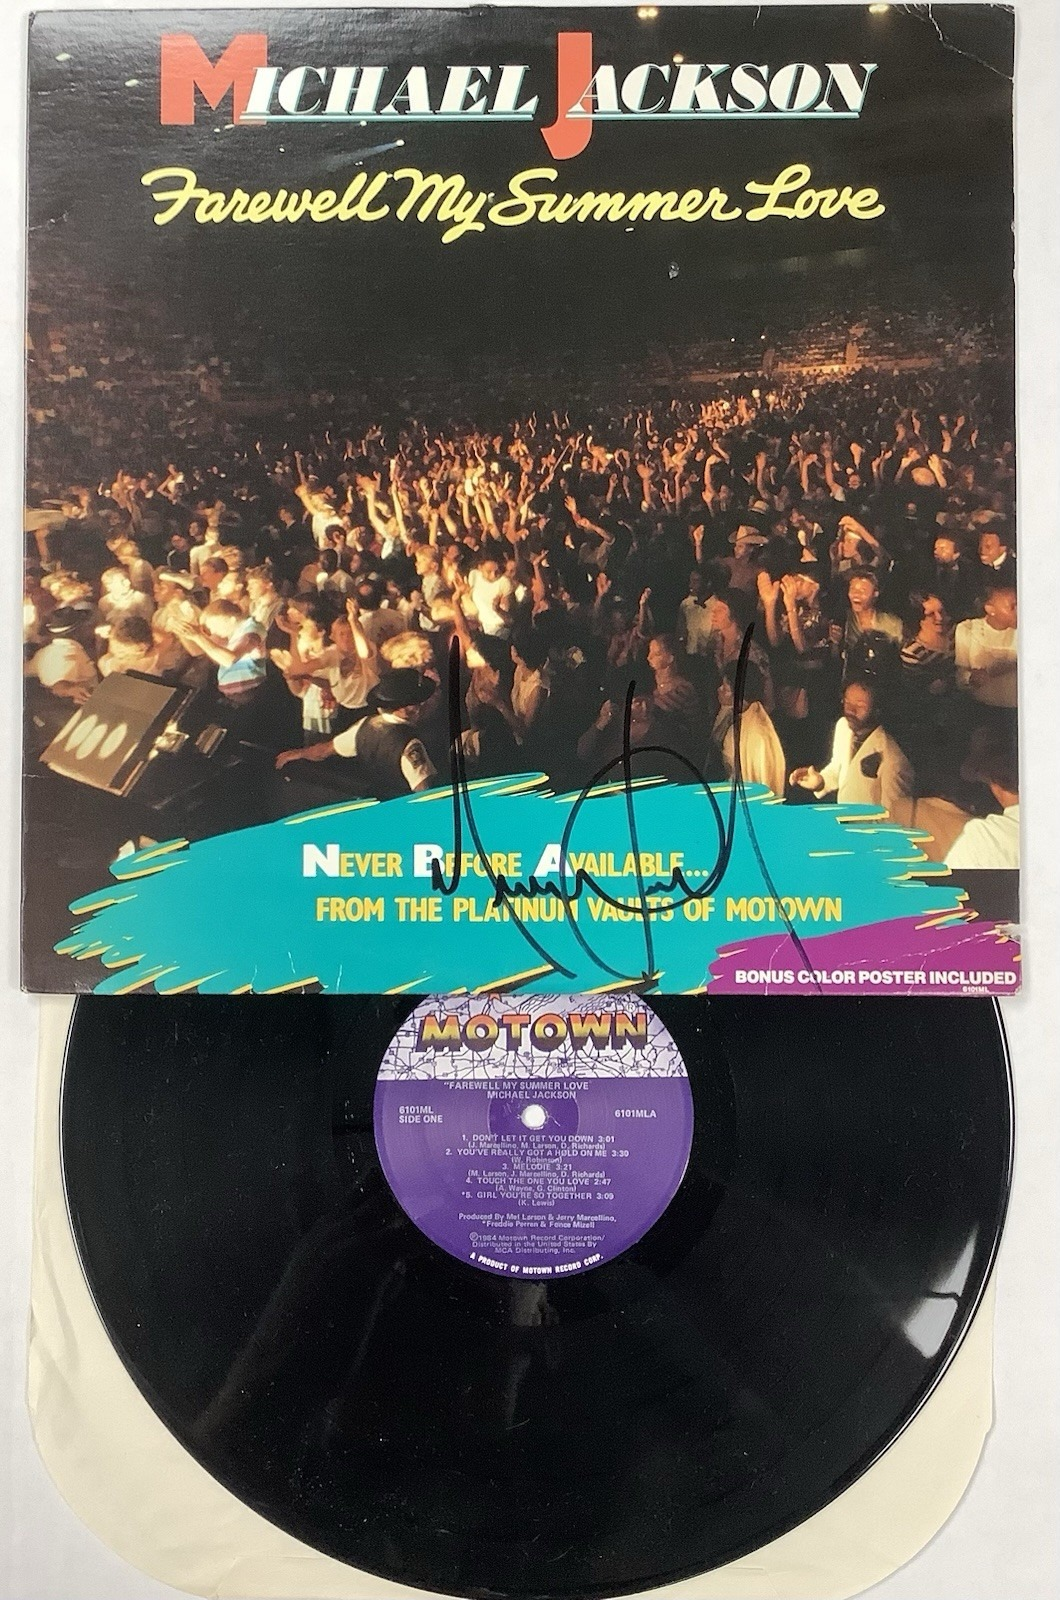 MICHAEL JACKSON
Farewell My Summer Love
NEVER BEFORE AVAILABLE...
FROM THE PLATINUM VAULTS OF MOTOWN
BONUS COLOR POSTER INCLUDED
6101ML
MOTOWN
"FAREWELL MY SUMMER LOVE"
MICHAEL JACKSON
6101ML
SIDE ONE
6101MLA
1. DON'T LET IT GET YOU DOWN 3:01
(J. Marcellino, M. Larson, D. Richards)
2. YOU'VE REALLY GOT A HOLD ON ME 3:30
(W. Robinson)
3. MELODIE 3:21
(M. Larson, J. Marcellino, D. Richards)
4. TOUCH THE ONE YOU LOVE 2:47
(A. Wayne, G. Clinton)
*5. GIRL YOU'RE SO TOGETHER 3:09
(K. Lewis)
Produced By Mel Larson & Jerry Marcellino,
*Freddie Perren & Fonce Mizell
Ⓟ1984 Motown Record Corporation/
Distributed in the United States By
MCA Distributing, Inc.
A PRODUCT OF MOTOWN RECORD CORP.